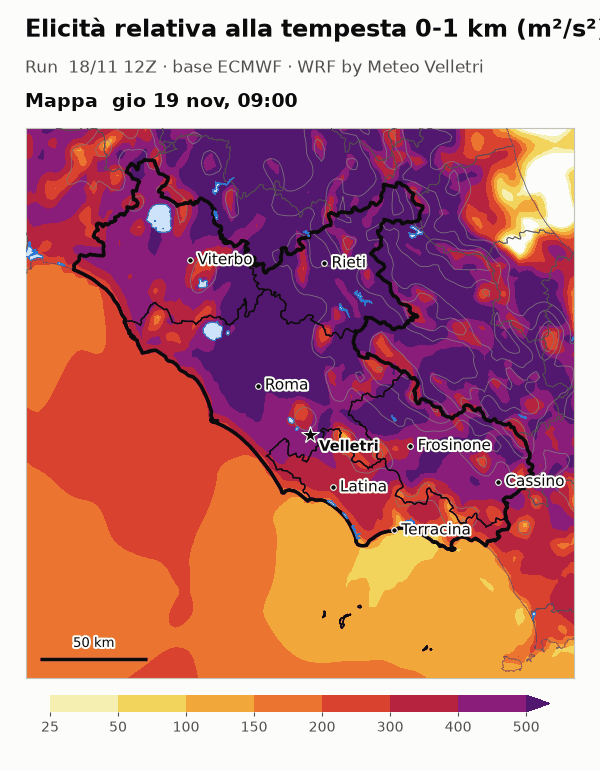 Elicità relativa alla tempesta 0-1 km (m²/s²)
Run  18/11 12Z · base ECMWF · WRF by Meteo Velletri
Mappa  gio 19 nov, 09:00
Viterbo
Rieti
Roma
Velletri
Frosinone
Cassino
Latina
Terracina
50 km
25 50 100 150 200 300 400 500